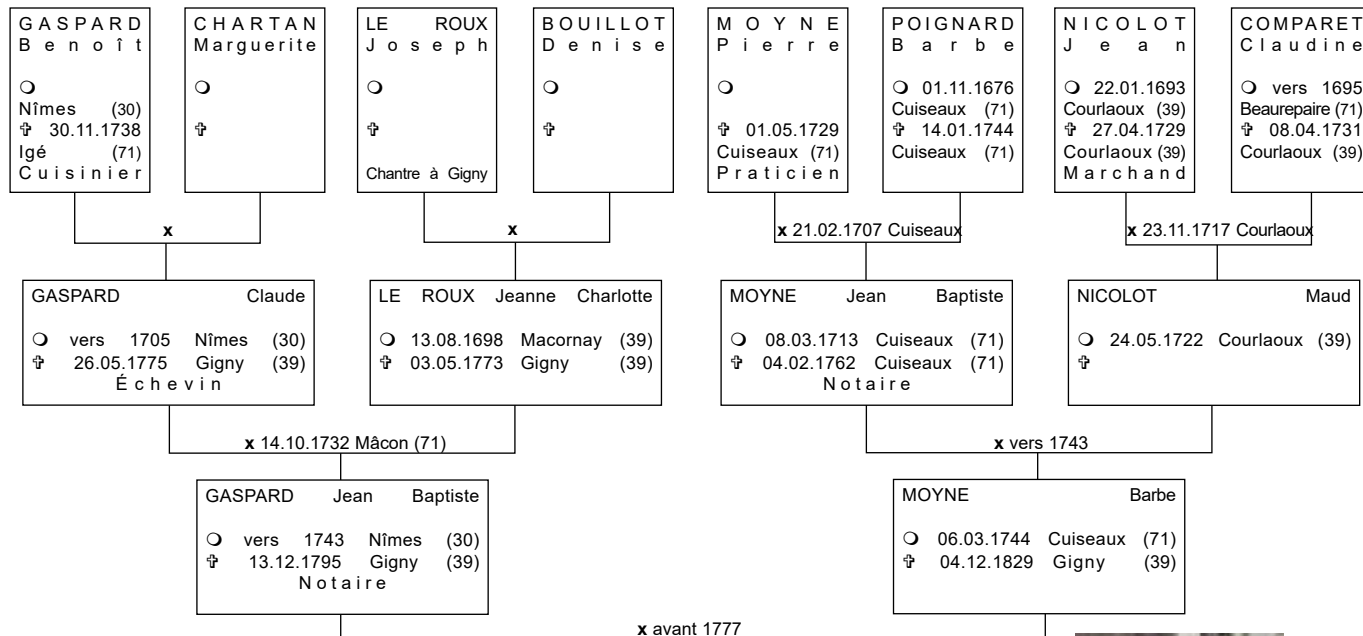 GASPARD
Benoît
Nîmes (30)
✞ 30.11.1738
Igé (71)
Cuisinier
CHARTAN
Marguerite
✞
LE ROUX
Joseph
✞
Chantre à Gigny
BOUILLOT
Denise
✞
MOYNE
Pierre
✞ 01.05.1729
Cuiseaux (71)
Praticien
POIGNARD
Barbe
01.11.1676
Cuiseaux (71)
✞ 14.01.1744
Cuiseaux (71)
NICOLOT
Jean
22.01.1693
Courlaoux (39)
✞ 27.04.1729
Courlaoux (39)
Marchand
COMPARET
Claudine
vers 1695
Beaurepaire (71)
✞ 08.04.1731
Courlaoux (39)
x
x
x 21.02.1707 Cuiseaux
x 23.11.1717 Courlaoux
GASPARD Claude
vers 1705 Nîmes (30)
✞ 26.05.1775 Gigny (39)
Échevin
LE ROUX Jeanne Charlotte
13.08.1698 Macornay (39)
✞ 03.05.1773 Gigny (39)
MOYNE Jean Baptiste
08.03.1713 Cuiseaux (71)
✞ 04.02.1762 Cuiseaux (71)
Notaire
NICOLOT Maud
24.05.1722 Courlaoux (39)
✞
x 14.10.1732 Mâcon (71)
x vers 1743
GASPARD Jean Baptiste
vers 1743 Nîmes (30)
✞ 13.12.1795 Gigny (39)
Notaire
MOYNE Barbe
06.03.1744 Cuiseaux (71)
✞ 04.12.1829 Gigny (39)
x avant 1777